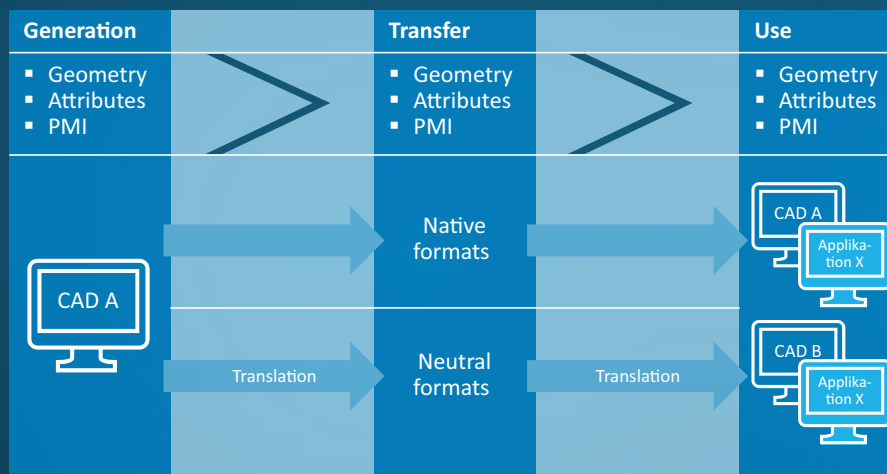 Generation
Transfer
Use
▪ Geometry
▪ Attributes
▪ PMI
▪ Geometry
▪ Attributes
▪ PMI
▪ Geometry
▪ Attributes
▪ PMI
CAD A
Native
formats
CAD A
Applika-
tion X
Translation
Neutral
formats
Translation
CAD B
Applika-
tion X